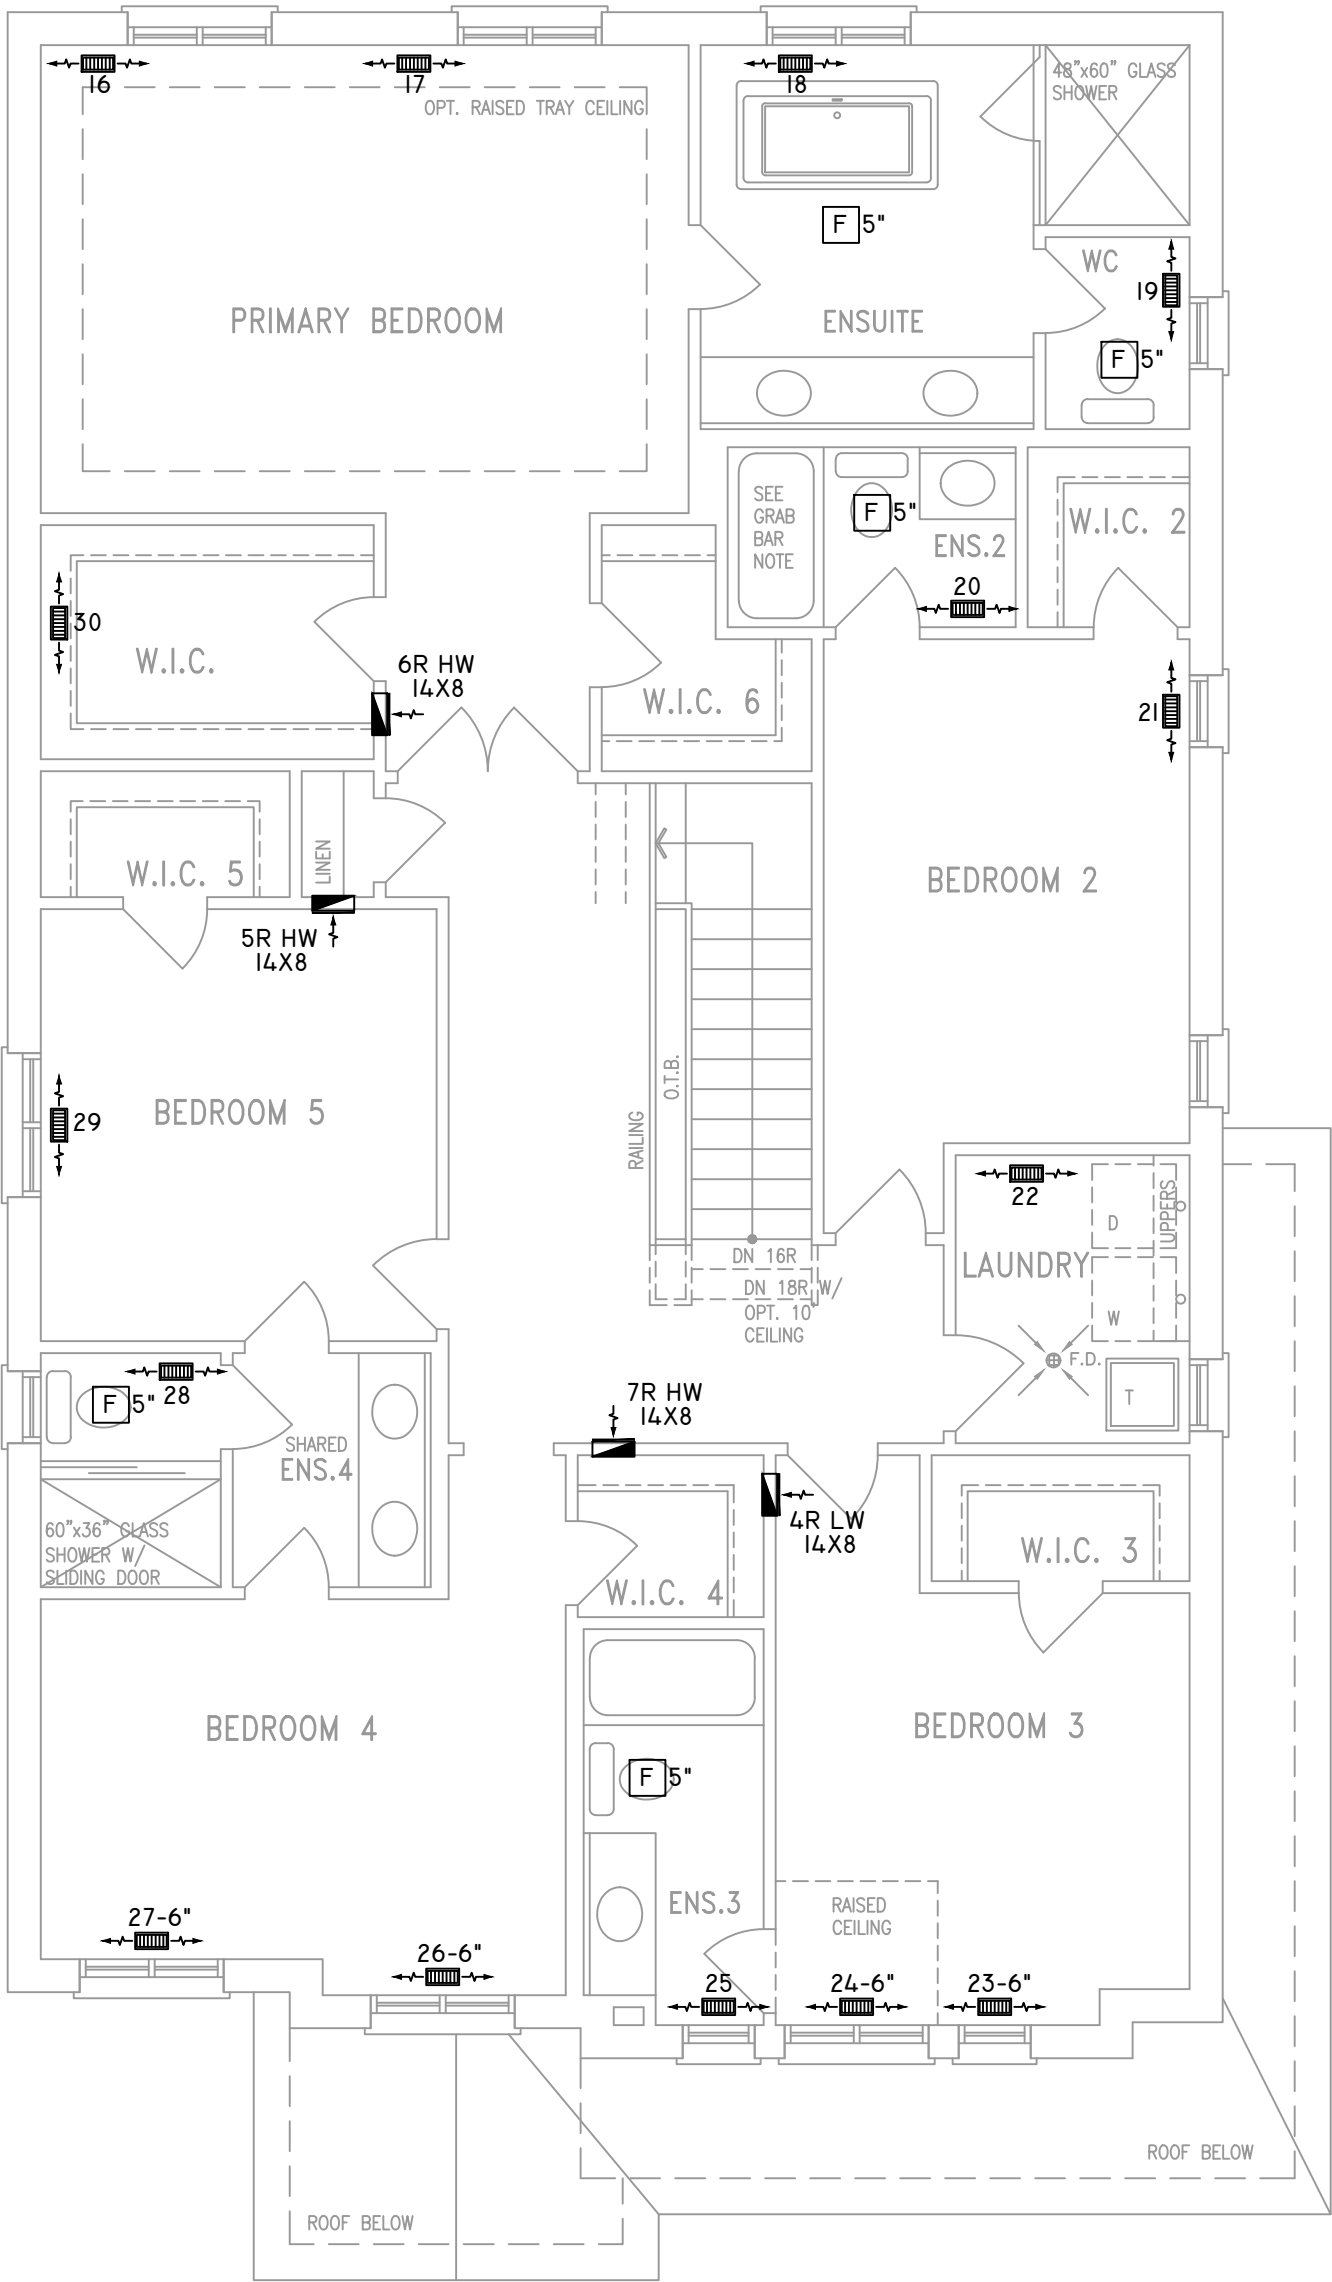 16
17
18
48"x60" GLASS
SHOWER
OPT. RAISED TRAY CEILING
F 5"
WC
19
PRIMARY BEDROOM
ENSUITE
F 5"
SEE
GRAB
BAR
NOTE
F 5"
ENS.2
W.I.C. 2
20
30
W.I.C.
6R HW
14X8
W.I.C. 6
21
LINEN
W.I.C. 5
BEDROOM 2
5R HW
14X8
O.T.B.
RAILING
BEDROOM 5
29
22
D
UPPERS
LAUNDRY
DN 16R
DN 18R W/
OPT. 10'
CEILING
W
F.D.
T
28
F 5"
7R HW
14X8
SHARED
ENS.4
60"x36" GLASS
SHOWER W/
SLIDING DOOR
4R LW
14X8
W.I.C. 3
W.I.C. 4
BEDROOM 4
BEDROOM 3
F 5"
ENS.3
RAISED
CEILING
27-6"
26-6"
25
24-6"
23-6"
ROOF BELOW
ROOF BELOW